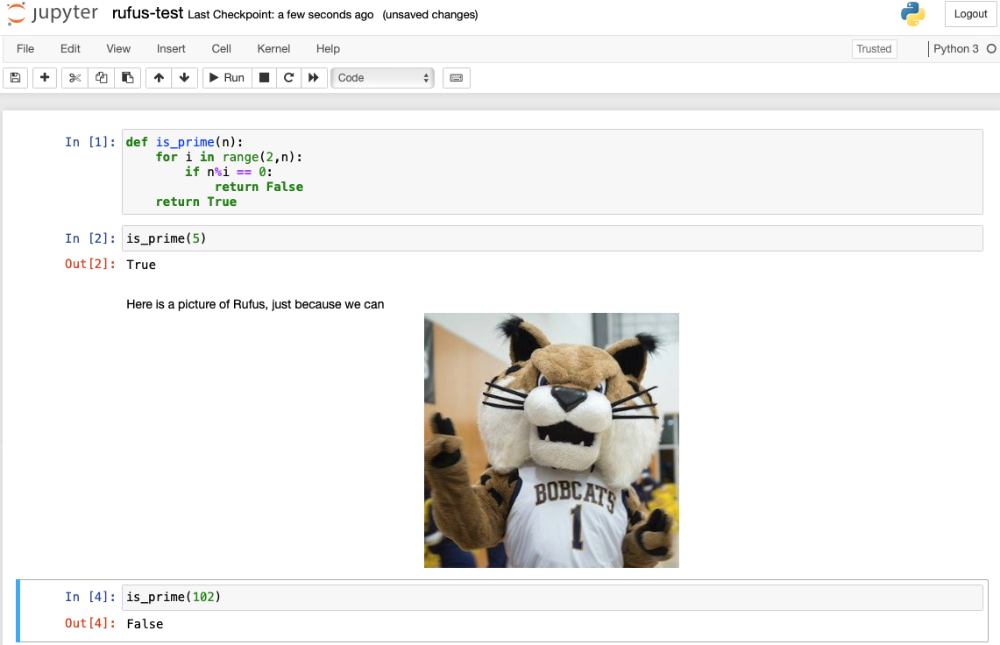 jupyter rufus-test Last Checkpoint: a few seconds ago (unsaved changes)
Logout
File Edit View Insert Cell Kernel Help
Trusted
Python 3
Run
Code
In [1]: def is_prime(n):
    for i in range(2,n):
        if n%i == 0:
            return False
    return True
In [2]: is_prime(5)
Out[2]: True
Here is a picture of Rufus, just because we can
BOBCATS
1
In [4]: is_prime(102)
Out[4]: False